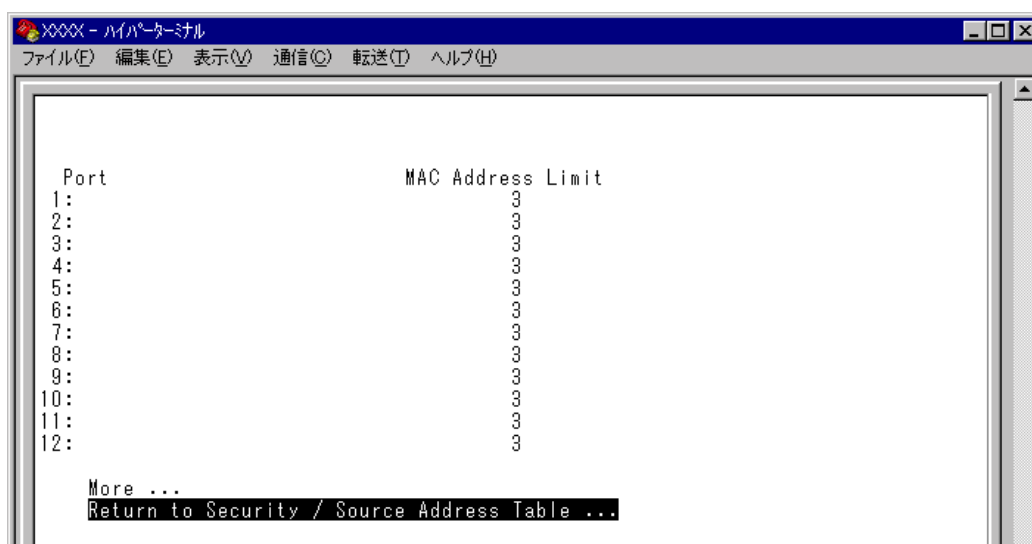 XXXX - ハイパーターミナル
ファイル(F) 編集(E) 表示(V) 通信(C) 転送(T) ヘルプ(H)
Port MAC Address Limit
1: 3
2: 3
3: 3
4: 3
5: 3
6: 3
7: 3
8: 3
9: 3
10: 3
11: 3
12: 3
More ...
Return to Security / Source Address Table ...